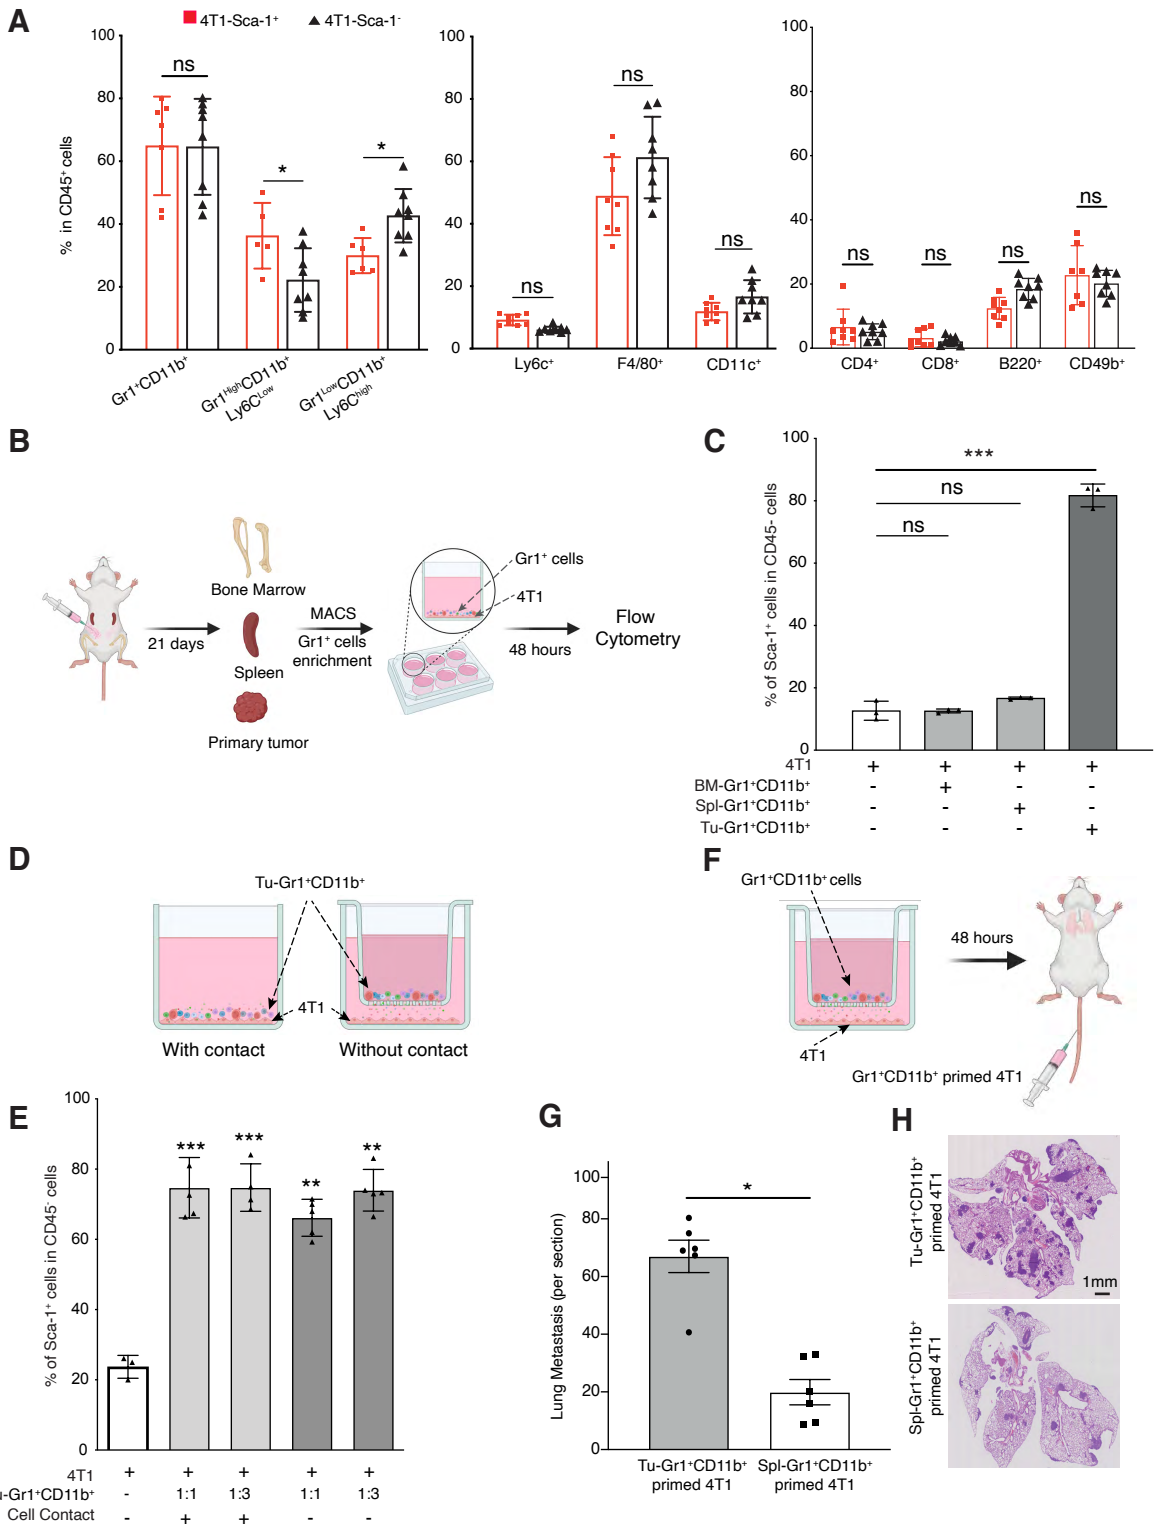 A
4T1-Sca-1⁺ 4T1-Sca-1⁻
% in CD45⁺ cells
100
80
60
40
20
0
ns
*
*
Gr1⁺CD11b⁺
Gr1ᴴⁱᵍʰCD11b⁺
Ly6Cᴸᵒʷ
Gr1ᴸᵒʷCD11b⁺
Ly6Cʰⁱᵍʰ
100
80
60
40
20
0
ns
ns
ns
Ly6c⁺ F4/80⁺ CD11c⁺
100
80
60
40
20
0
ns
ns
ns
ns
CD4⁺ CD8⁺ B220⁺ CD49b⁺
B
21 days
Bone Marrow
Spleen
Primary tumor
MACS
Gr1⁺ cells
enrichment
Gr1⁺ cells
4T1
48 hours
Flow
Cytometry
C
% of Sca-1⁺ cells in CD45- cells
100
80
60
40
20
0
***
ns
ns
4T1 + + + +
BM-Gr1⁺CD11b⁺ - + - -
Spl-Gr1⁺CD11b⁺ - - + -
Tu-Gr1⁺CD11b⁺ - - - +
D
Tu-Gr1⁺CD11b⁺
4T1
With contact Without contact
E
% of Sca-1⁺ cells in CD45⁻ cells
100
80
60
40
20
0
*** *** ** **
4T1 + + + + +
u-Gr1⁺CD11b⁺ - 1:1 1:3 1:1 1:3
Cell Contact - + + - -
F
Gr1⁺CD11b⁺ cells
4T1
48 hours
Gr1⁺CD11b⁺ primed 4T1
G
Lung Metastasis (per section)
100
80
60
40
20
0
*
Tu-Gr1⁺CD11b⁺
primed 4T1
Spl-Gr1⁺CD11b⁺
primed 4T1
H
Tu-Gr1⁺CD11b⁺
primed 4T1
1mm
Spl-Gr1⁺CD11b⁺
primed 4T1